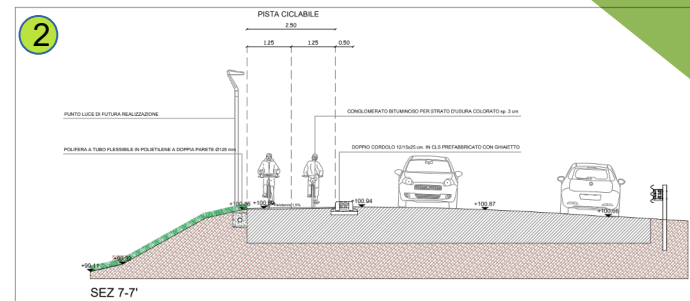 2
PISTA CICLABILE
2.50
1.25 1.25 0.50
PUNTO LUCE DI FUTURA REALIZZAZIONE
CONGLOMERATO BITUMINOSO PER STRATO D'USURA COLORATO sp. 3 cm
POLIFERA A TUBO FLESSIBILE IN POLIETILENE A DOPPIA PARETE Ø125 mm
DOPPIO CORDOLO 12/15x25 cm. IN CLS PREFABBRICATO CON GHIAIETTO
+100.94
+100.87
SEZ 7-7'